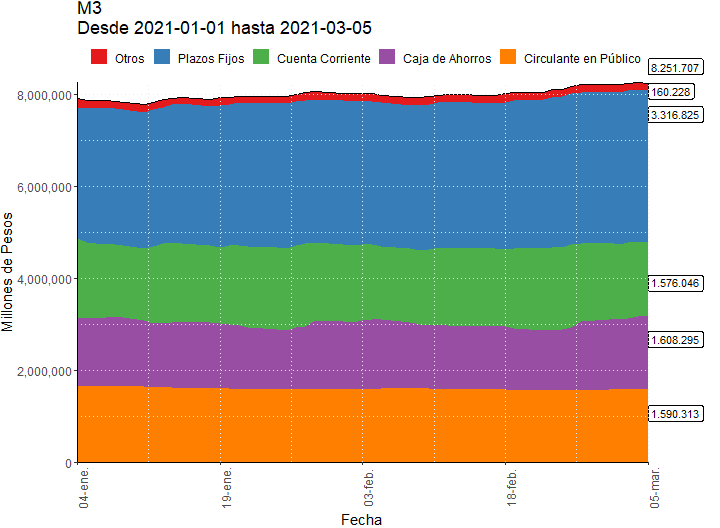 M3
Desde 2021-01-01 hasta 2021-03-05
Otros Plazos Fijos Cuenta Corriente Caja de Ahorros Circulante en Público
8.251.707
160.228
3.316.825
1.576.046
1.608.295
1.590.313
Millones de Pesos
8,000,000
6,000,000
4,000,000
2,000,000
0
04-ene.
19-ene.
03-feb.
18-feb.
05-mar.
Fecha